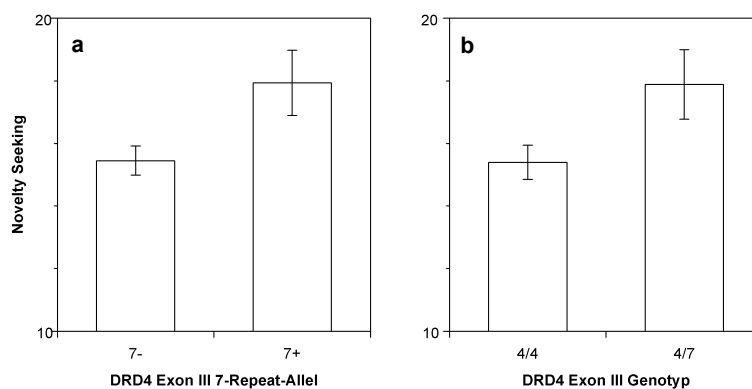 20
a
Novelty Seeking
10
7-
7+
DRD4 Exon III 7-Repeat-Allel
20
b
10
4/4
4/7
DRD4 Exon III Genotyp